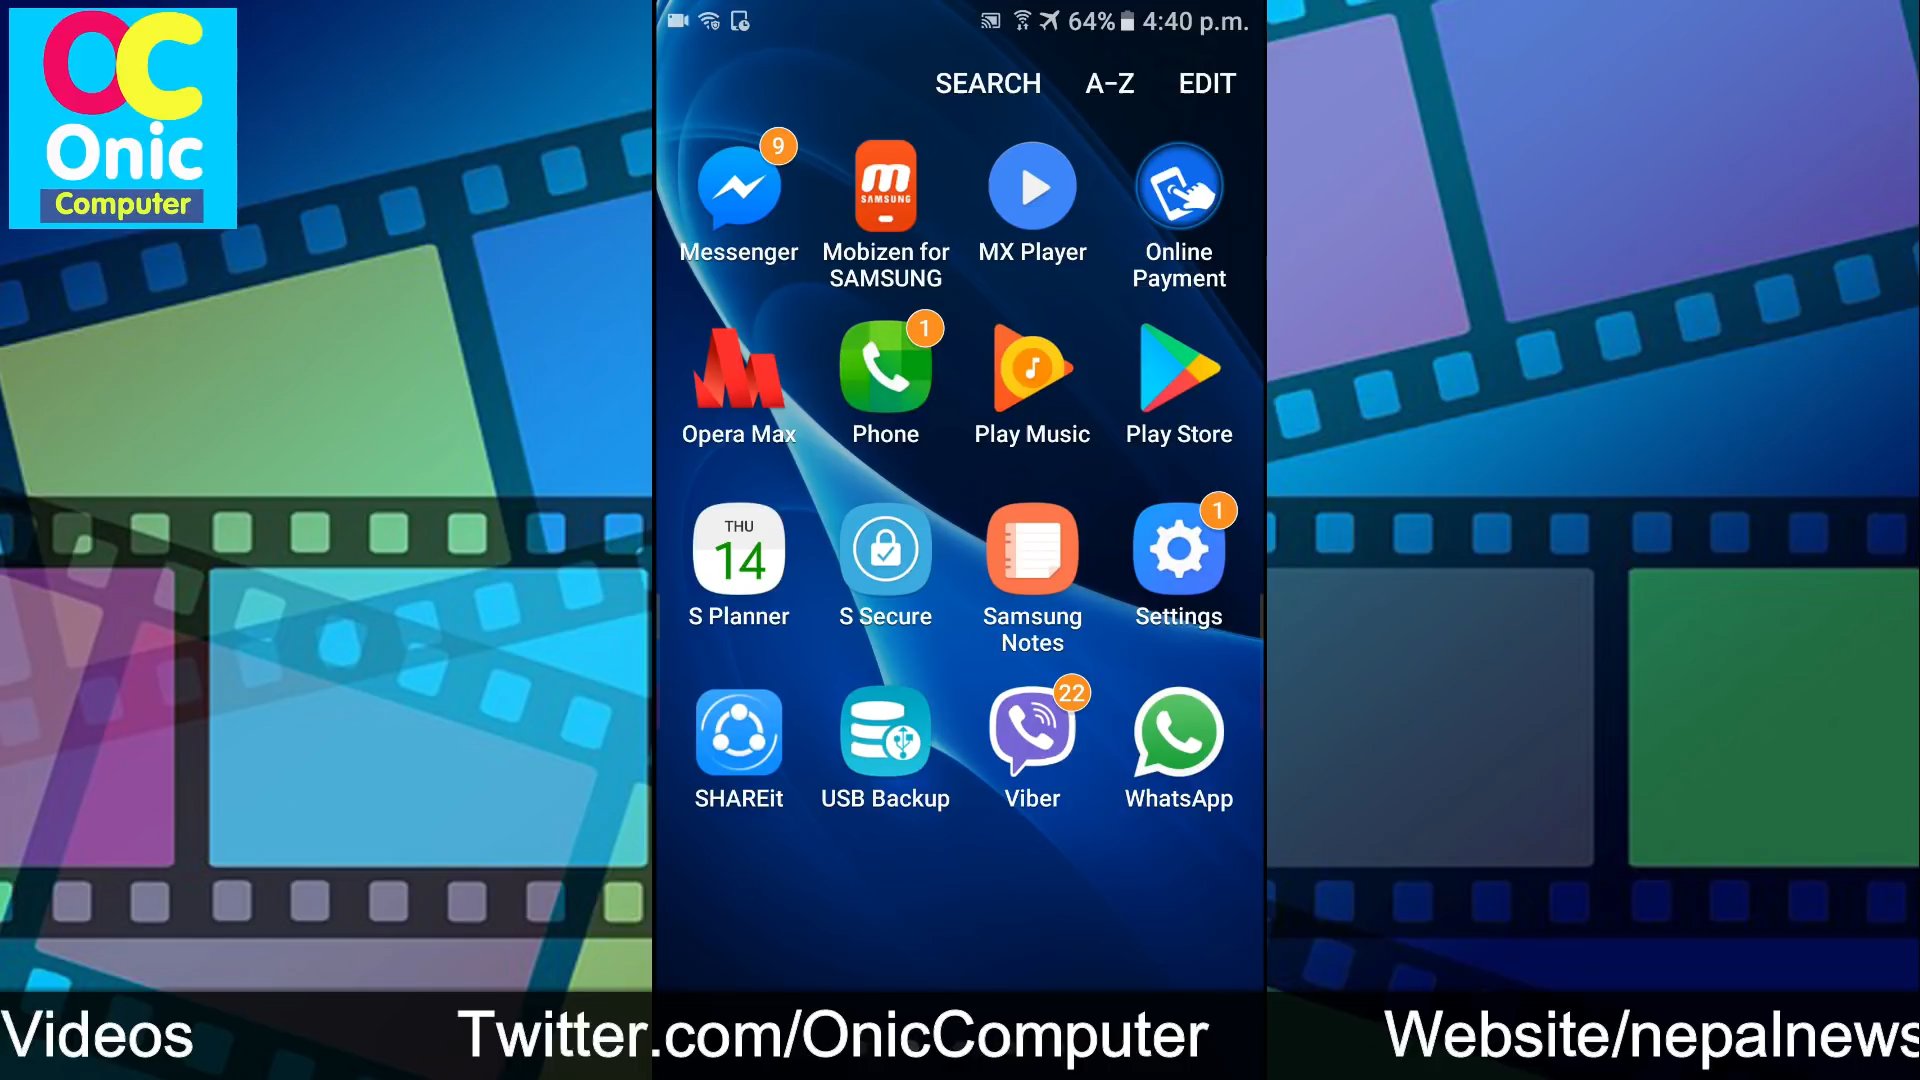 OC
Onic
Computer
64% 4:40 p.m.
SEARCH A-Z EDIT
9
SAMSUNG
Messenger
Mobizen for
SAMSUNG
MX Player
Online
Payment
1
Opera Max
Phone
Play Music
Play Store
THU
14
1
S Planner
S Secure
Samsung
Notes
Settings
22
SHAREit
USB Backup
Viber
WhatsApp
Videos Twitter.com/OnicComputer Website/nepalnews